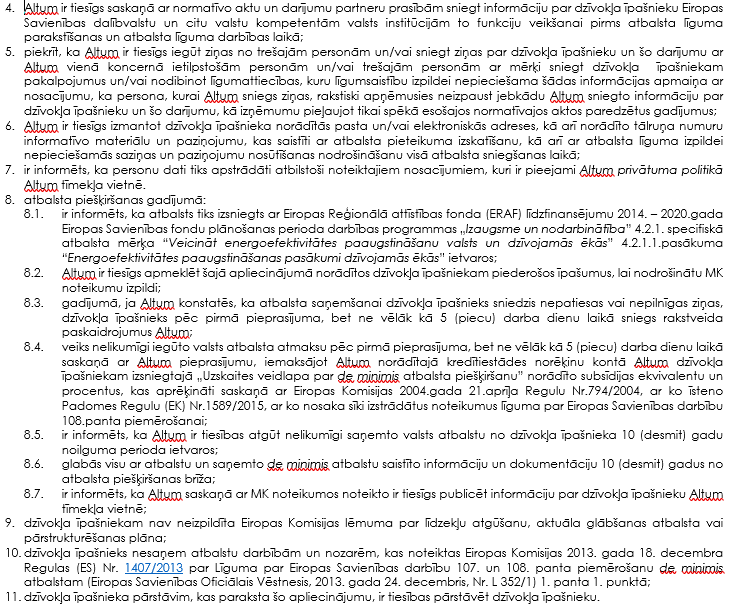 4. Altum ir tiesīgs saskaņā ar normatīvo aktu un darījumu partneru prasībām sniegt informāciju par dzīvokļa īpašnieku Eiropas
Savienības dalībvalstu un citu valstu kompetentām valsts institūcijām to funkciju veikšanai pirms atbalsta līguma
parakstīšanas un atbalsta līguma darbības laikā;
5. piekrīt, ka Altum ir tiesīgs iegūt ziņas no trešajām personām un/vai sniegt ziņas par dzīvokļa īpašnieku un šo darījumu ar
Altum vienā koncernā ietilpstošām personām un/vai trešajām personām ar mērķi sniegt dzīvokļa īpašniekam
pakalpojumus un/vai nodibinot līgumattiecības, kuru līgumsaistību izpildei nepieciešama šādas informācijas apmaiņa ar
nosacījumu, ka persona, kurai Altum sniegs ziņas, rakstiski apņēmusies neizpaust jebkādu Altum sniegto informāciju par
dzīvokļa īpašnieku un šo darījumu, kā izņēmumu pieļaujot tikai spēkā esošajos normatīvajos aktos paredzētus gadījumus;
6. Altum ir tiesīgs izmantot dzīvokļa īpašnieka norādītās pasta un/vai elektroniskās adreses, kā arī norādīto tālruņa numuru
informatīvo materiālu un paziņojumu, kas saistīti ar atbalsta pieteikuma izskatīšanu, kā arī ar atbalsta līguma izpildei
nepieciešamās saziņas un paziņojumu nosūtīšanas nodrošināšanu visā atbalsta sniegšanas laikā;
7. ir informēts, ka personu dati tiks apstrādāti atbilstoši noteiktajiem nosacījumiem, kuri ir pieejami Altum privātuma politikā
Altum tīmekļa vietnē.
8. atbalsta piešķiršanas gadījumā:
8.1. ir informēts, ka atbalsts tiks izsniegts ar Eiropas Reģionālā attīstības fonda (ERAF) līdzfinansējumu 2014. – 2020.gada
Eiropas Savienības fondu plānošanas perioda darbības programmas „Izaugsme un nodarbinātība” 4.2.1. specifiskā
atbalsta mērķa “Veicināt energoefektivitātes paaugstināšanu valsts un dzīvojamās ēkās” 4.2.1.1.pasākuma
“Energoefektivitātes paaugstināšanas pasākumi dzīvojamās ēkās” ietvaros;
8.2. Altum ir tiesīgs apmeklēt šajā apliecinājumā norādītos dzīvokļa īpašniekam piederošos īpašumus, lai nodrošinātu MK
noteikumu izpildi;
8.3. gadījumā, ja Altum konstatēs, ka atbalsta saņemšanai dzīvokļa īpašnieks sniedzis nepatiesas vai nepilnīgas ziņas,
dzīvokļa īpašnieks pēc pirmā pieprasījuma, bet ne vēlāk kā 5 (piecu) darba dienu laikā sniegs rakstveida
paskaidrojumus Altum;
8.4. veiks nelikumīgi iegūto valsts atbalsta atmaksu pēc pirmā pieprasījuma, bet ne vēlāk kā 5 (piecu) darba dienu laikā
saskaņā ar Altum pieprasījumu, iemaksājot Altum norādītajā kredītiestādes norēķinu kontā Altum dzīvokļa
īpašniekam izsniegtajā „Uzskaites veidlapa par de minimis atbalsta piešķiršanu” norādīto subsīdijas ekvivalentu un
procentus, kas aprēķināti saskaņā ar Eiropas Komisijas 2004.gada 21.aprīļa Regulu Nr.794/2004, ar ko īsteno
Padomes Regulu (EK) Nr.1589/2015, ar ko nosaka sīki izstrādātus noteikumus līguma par Eiropas Savienības darbību
108.panta piemērošanai;
8.5. ir informēts, ka Altum ir tiesības atgūt nelikumīgi saņemto valsts atbalstu no dzīvokļa īpašnieka 10 (desmit) gadu
noilguma perioda ietvaros;
8.6. glabās visu ar atbalstu un saņemto de minimis atbalstu saistīto informāciju un dokumentāciju 10 (desmit) gadus no
atbalsta piešķiršanas brīža;
8.7. ir informēts, ka Altum saskaņā ar MK noteikumos noteikto ir tiesīgs publicēt informāciju par dzīvokļa īpašnieku Altum
tīmekļa vietnē;
9. dzīvokļa īpašniekam nav neizpildīta Eiropas Komisijas lēmuma par līdzekļu atgūšanu, aktuāla glābšanas atbalsta vai
pārstrukturēšanas plāna;
10. dzīvokļa īpašnieks nesaņem atbalstu darbībām un nozarēm, kas noteiktas Eiropas Komisijas 2013. gada 18. decembra
Regulas (ES) Nr. 1407/2013 par Līguma par Eiropas Savienības darbību 107. un 108. panta piemērošanu de minimis
atbalstam (Eiropas Savienības Oficiālais Vēstnesis, 2013. gada 24. decembris, Nr. L 352/1) 1. panta 1. punktā;
11. dzīvokļa īpašnieka pārstāvim, kas paraksta šo apliecinājumu, ir tiesības pārstāvēt dzīvokļa īpašnieku.